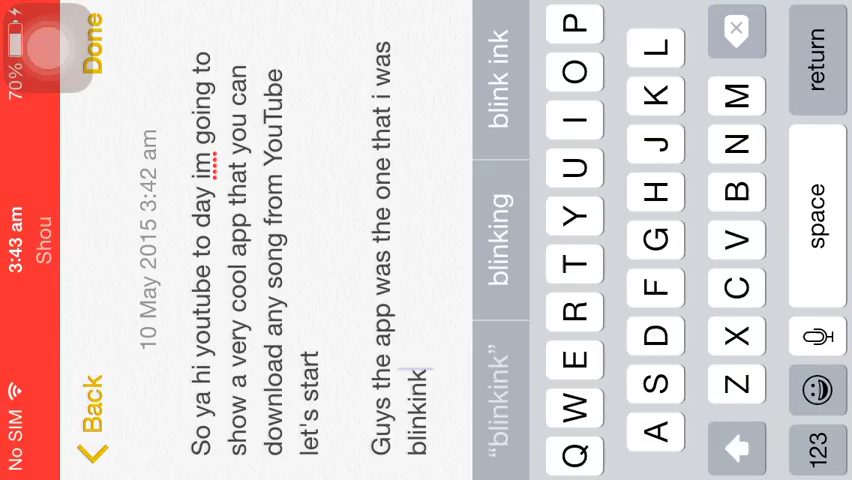 No SIM 3:43 am 70%
Shou
Back Done
10 May 2015 3:42 am
So ya hi youtube to day im going to
show a very cool app that you can
download any song from YouTube
let's start
Guys the app was the one that i was
blinkink
“blinkink” blinking blink ink
Q W E R T Y U I O P
A S D F G H J K L
Z X C V B N M
123 space return